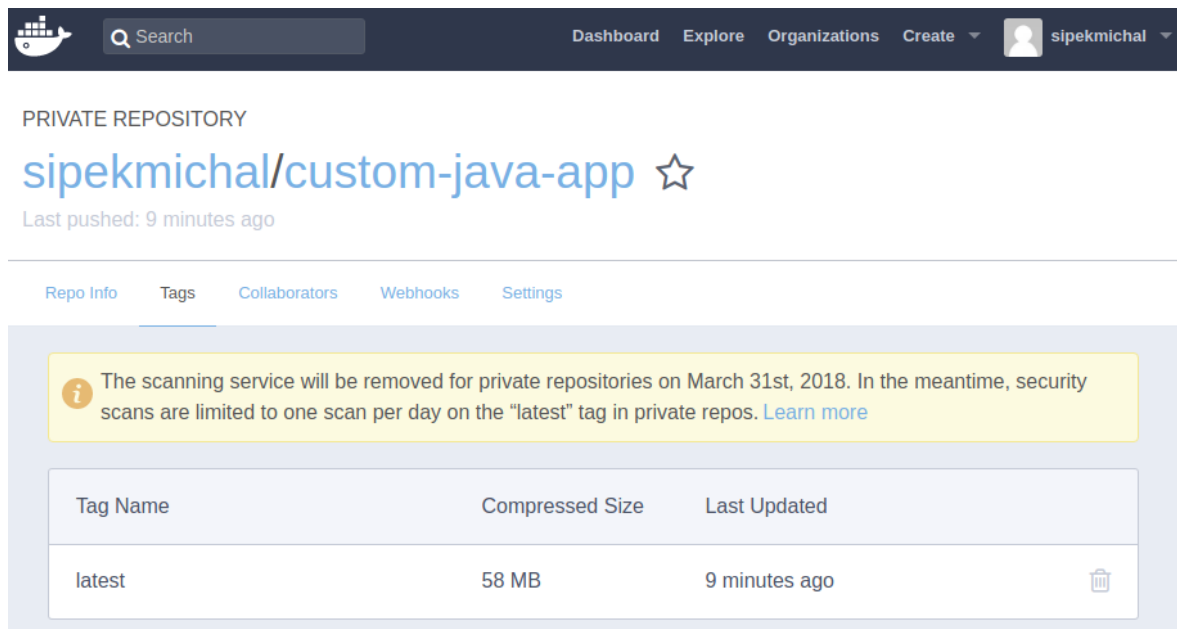 Search Dashboard Explore Organizations Create sipekmichal
PRIVATE REPOSITORY
sipekmichal/custom-java-app
Last pushed: 9 minutes ago
Repo Info Tags Collaborators Webhooks Settings
The scanning service will be removed for private repositories on March 31st, 2018. In the meantime, security
scans are limited to one scan per day on the “latest” tag in private repos. Learn more
Tag Name Compressed Size Last Updated
latest 58 MB 9 minutes ago